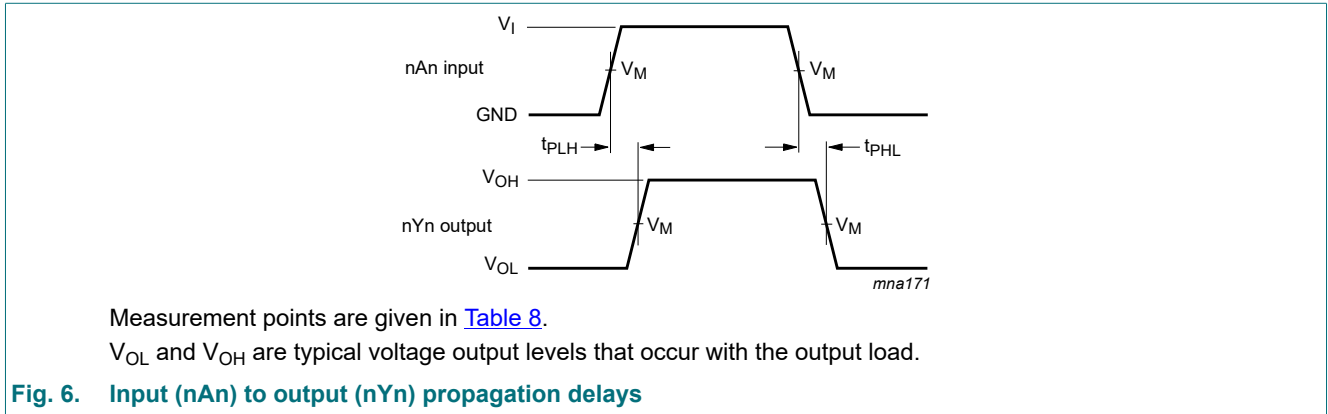 VI
nAn input
VM
VM
GND
tPLH
tPHL
VOH
nYn output
VM
VM
VOL
mna171
Measurement points are given in Table 8.
VOL and VOH are typical voltage output levels that occur with the output load.
Fig. 6. Input (nAn) to output (nYn) propagation delays